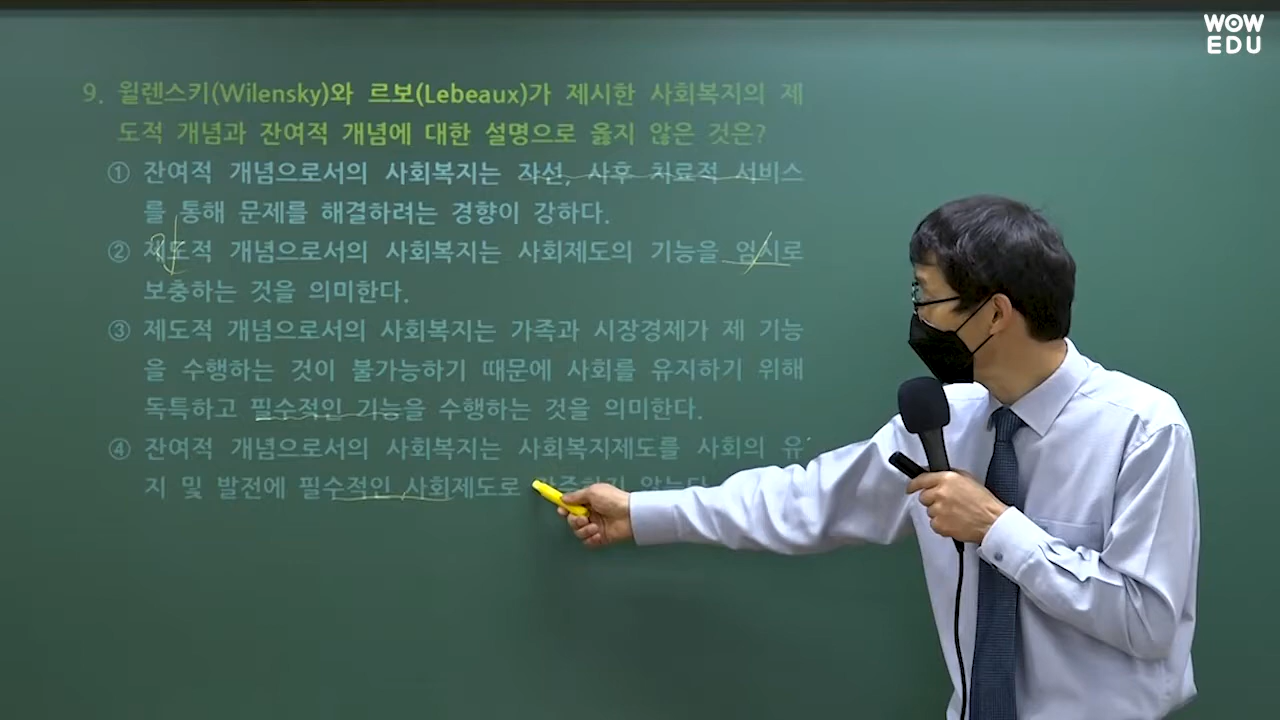 WOW
EDU
9. 윌렌스키(Wilensky)와 르보(Lebeaux)가 제시한 사회복지의 제
도적 개념과 잔여적 개념에 대한 설명으로 옳지 않은 것은?
① 잔여적 개념으로서의 사회복지는 자선, 사후 치료적 서비스
를 통해 문제를 해결하려는 경향이 강하다.
② 제도적 개념으로서의 사회복지는 사회제도의 기능을 임시로
보충하는 것을 의미한다.
③ 제도적 개념으로서의 사회복지는 가족과 시장경제가 제 기능
을 수행하는 것이 불가능하기 때문에 사회를 유지하기 위해
독특하고 필수적인 기능을 수행하는 것을 의미한다.
④ 잔여적 개념으로서의 사회복지는 사회복지제도를 사회의 유
지 및 발전에 필수적인 사회제도로 않는다